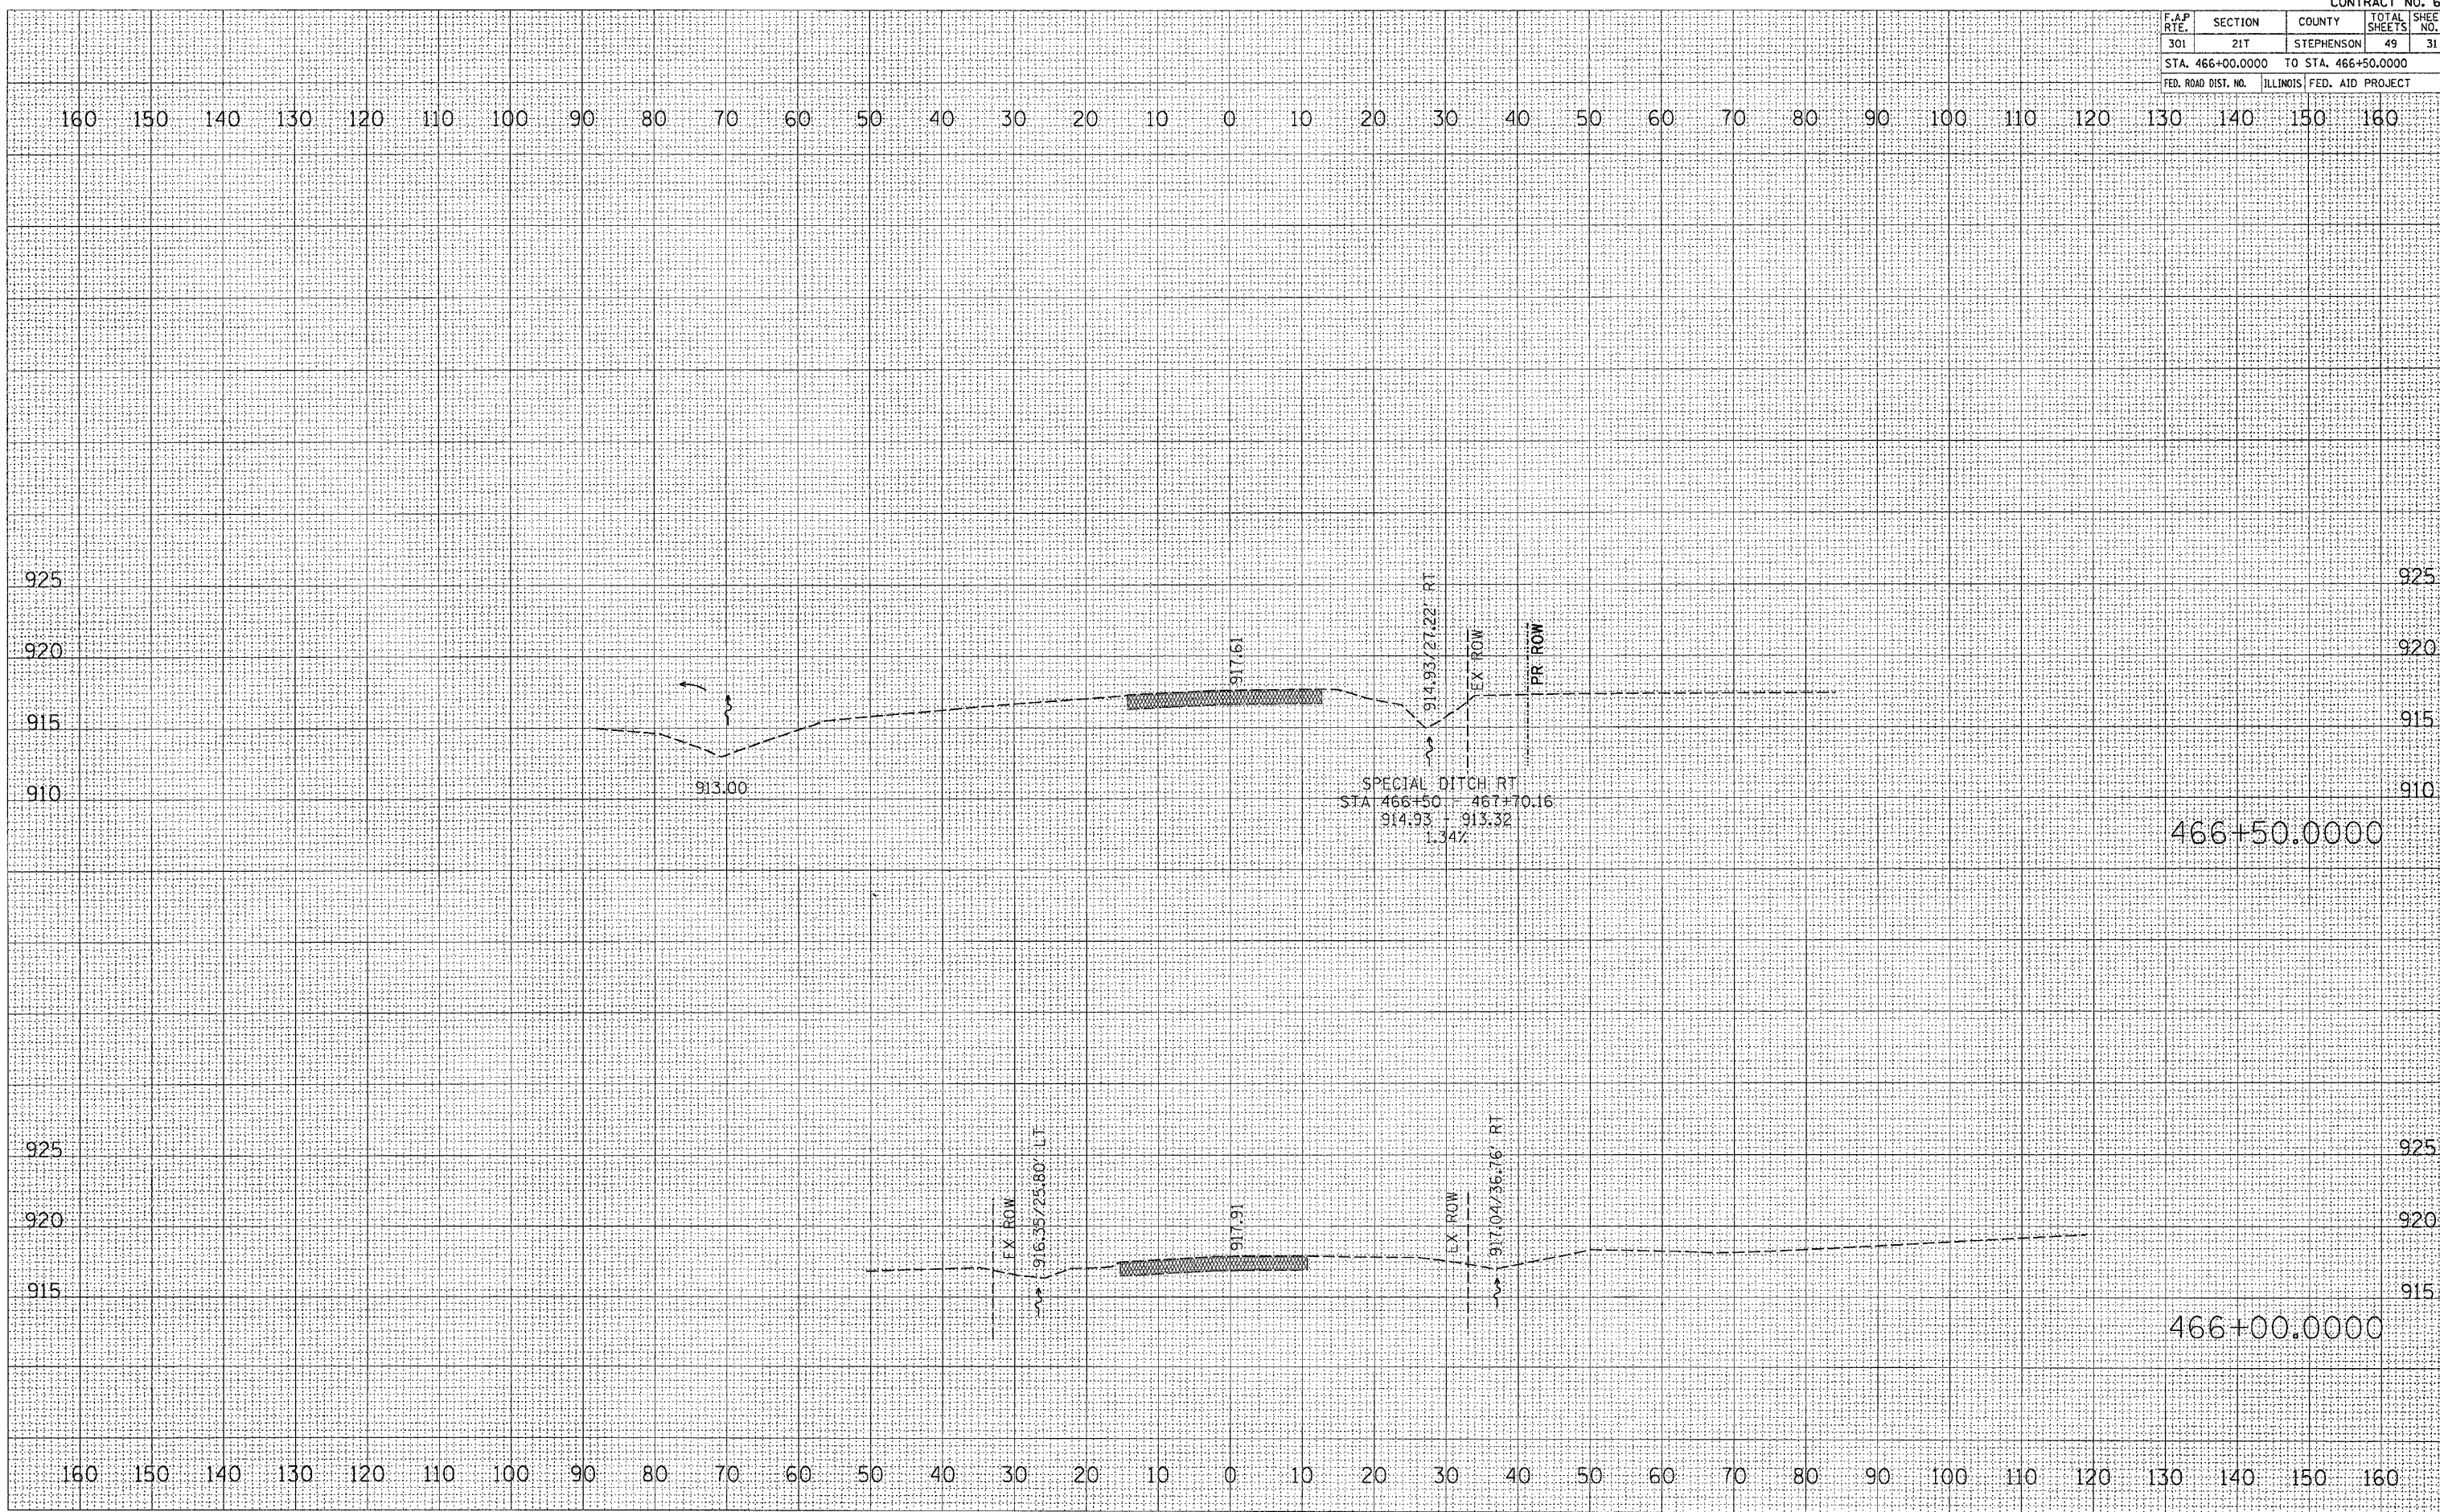 CONTRACT NO. 6
F.A.P RTE. SECTION COUNTY TOTAL SHEETS SHEE NO.
301 21T STEPHENSON 49 31
STA. 466+00.0000 TO STA. 466+50.0000
FED. ROAD DIST. NO. ILLINOIS FED. AID PROJECT
160 150 140 130 120 110 100 90 80 70 60 50 40 30 20 10 0 10 20 30 40 50 60 70 80 90 100 110 120 130 140 150 160
925 925
920 920
915 915
910 910
917.61
914.93/27.22' RT
EX ROW
PR ROW
913.00
SPECIAL DITCH RT
STA 466+50 - 467+70.16
914.93 - 913.32
1.34%
466+50.0000
925 925
920 920
915 915
EX ROW
916.35/25.80' LT
917.91
EX ROW
917.04/36.76' RT
466+00.0000
160 150 140 130 120 110 100 90 80 70 60 50 40 30 20 10 0 10 20 30 40 50 60 70 80 90 100 110 120 130 140 150 160